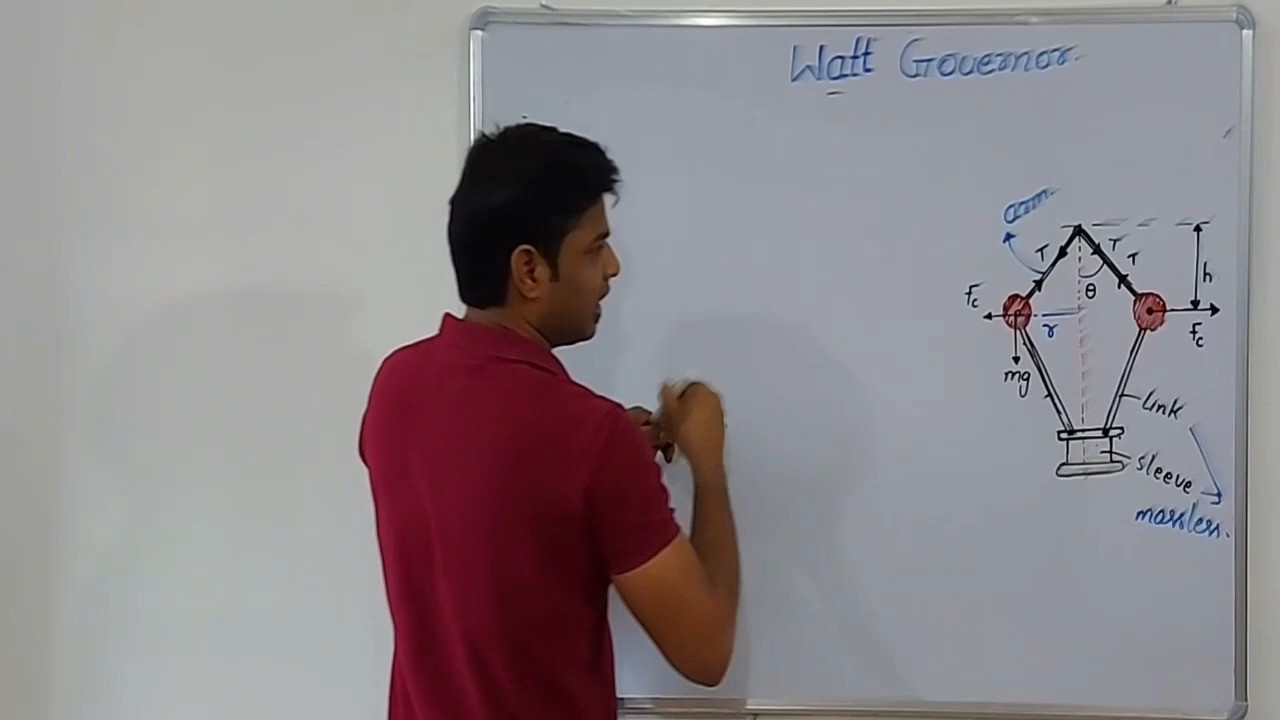 Watt Governor.
arm.
T
T
T
h
θ
Fc
r
Fc
mg
Link
sleeve
massless.